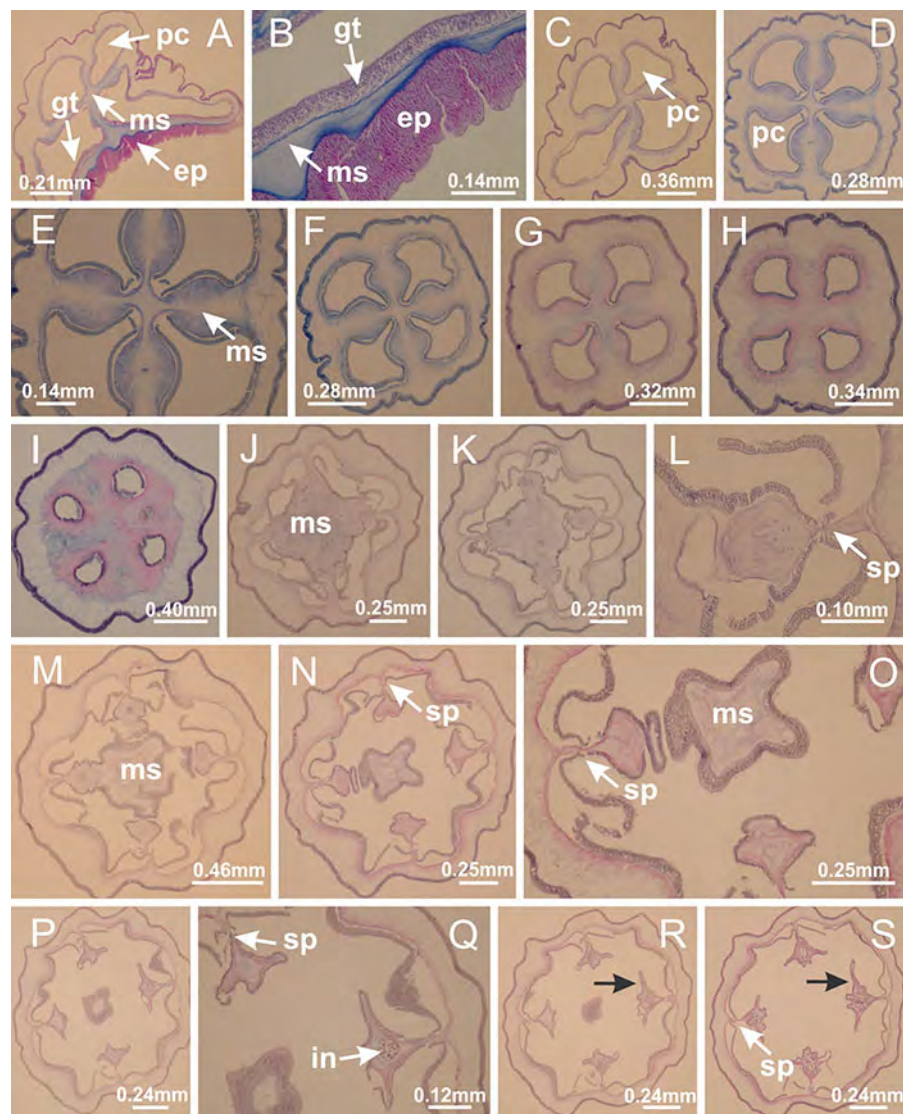 A
pc
gt
ms
ep
0.21mm
B
gt
ep
ms
0.14mm
C
pc
0.36mm
D
pc
0.28mm
E
ms
0.14mm
F
0.28mm
G
0.32mm
H
0.34mm
I
0.40mm
J
ms
0.25mm
K
0.25mm
L
sp
0.10mm
M
ms
0.46mm
N
sp
0.25mm
O
ms
sp
0.25mm
P
0.24mm
Q
sp
in
0.12mm
R
0.24mm
S
sp
0.24mm